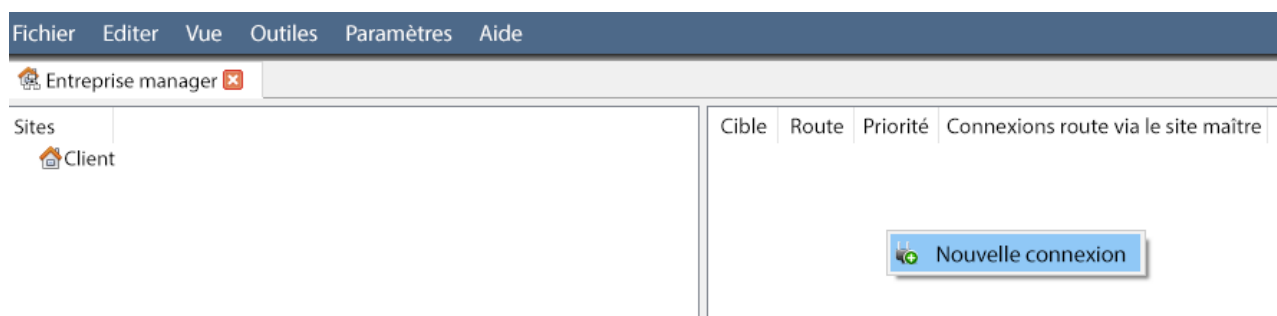 Fichier Editer Vue Outiles Paramètres Aide
Entreprise manager
Sites
Cible Route Priorité Connexions route via le site maître
Client
Nouvelle connexion